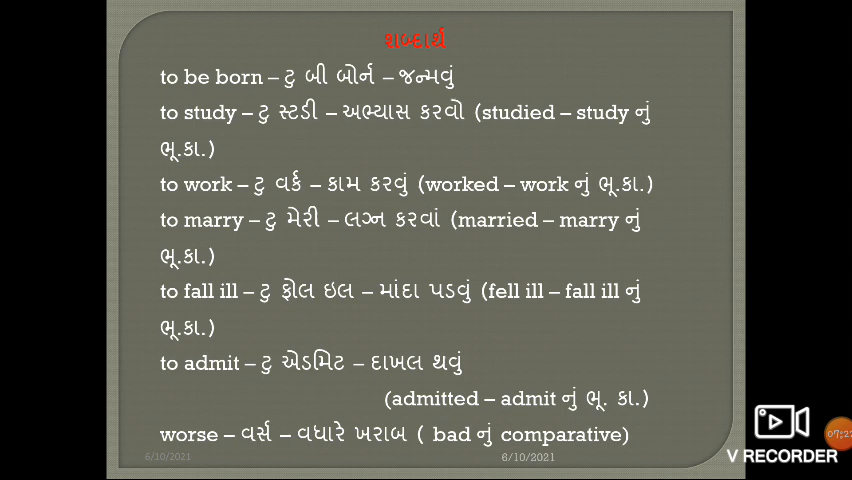 શબ્દાર્થ
to be born – ટુ બી બોર્ન – જન્મવું
to study – ટુ સ્ટડી – અભ્યાસ કરવો (studied – study નું
ભૂ.કા.)
to work – ટુ વર્ક – કામ કરવું (worked – work નું ભૂ.કા.)
to marry – ટુ મેરી – લગ્ન કરવાં (married – marry નું
ભૂ.કા.)
to fall ill – ટુ ફોલ ઇલ – માંદા પડવું (fell ill – fall ill નું
ભૂ.કા.)
to admit – ટુ એડમિટ – દાખલ થવું
(admitted – admit નું ભૂ. કા.)
worse – વર્સ – વધારે ખરાબ ( bad નું comparative)
6/10/2021 6/10/2021
V RECORDER